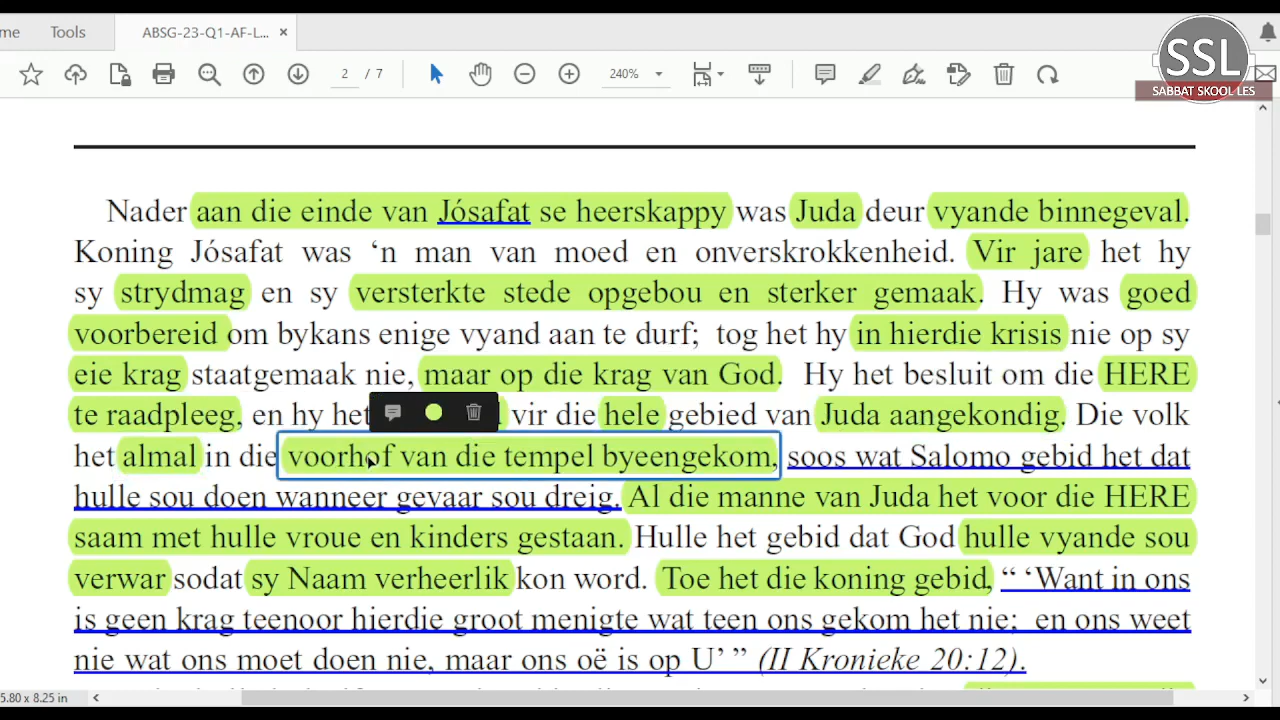 me Tools ABSG-23-Q1-AF-L... ×
SSL
SABBAT SKOOL LES
2 / 7 240%
Nader aan die einde van Jósafat se heerskappy was Juda deur vyande binnegeval.
Koning Jósafat was ‘n man van moed en onverskrokkenheid. Vir jare het hy
sy strydmag en sy versterkte stede opgebou en sterker gemaak. Hy was goed
voorbereid om bykans enige vyand aan te durf; tog het hy in hierdie krisis nie op sy
eie krag staatgemaak nie, maar op die krag van God. Hy het besluit om die HERE
te raadpleeg, en hy het vir die hele gebied van Juda aangekondig. Die volk
het almal in die voorhof van die tempel byeengekom, soos wat Salomo gebid het dat
hulle sou doen wanneer gevaar sou dreig. Al die manne van Juda het voor die HERE
saam met hulle vroue en kinders gestaan. Hulle het gebid dat God hulle vyande sou
verwar sodat sy Naam verheerlik kon word. Toe het die koning gebid, “ ‘Want in ons
is geen krag teenoor hierdie groot menigte wat teen ons gekom het nie; en ons weet
nie wat ons moet doen nie, maar ons oë is op U’ ” (II Kronieke 20:12).
5.80 x 8.25 in